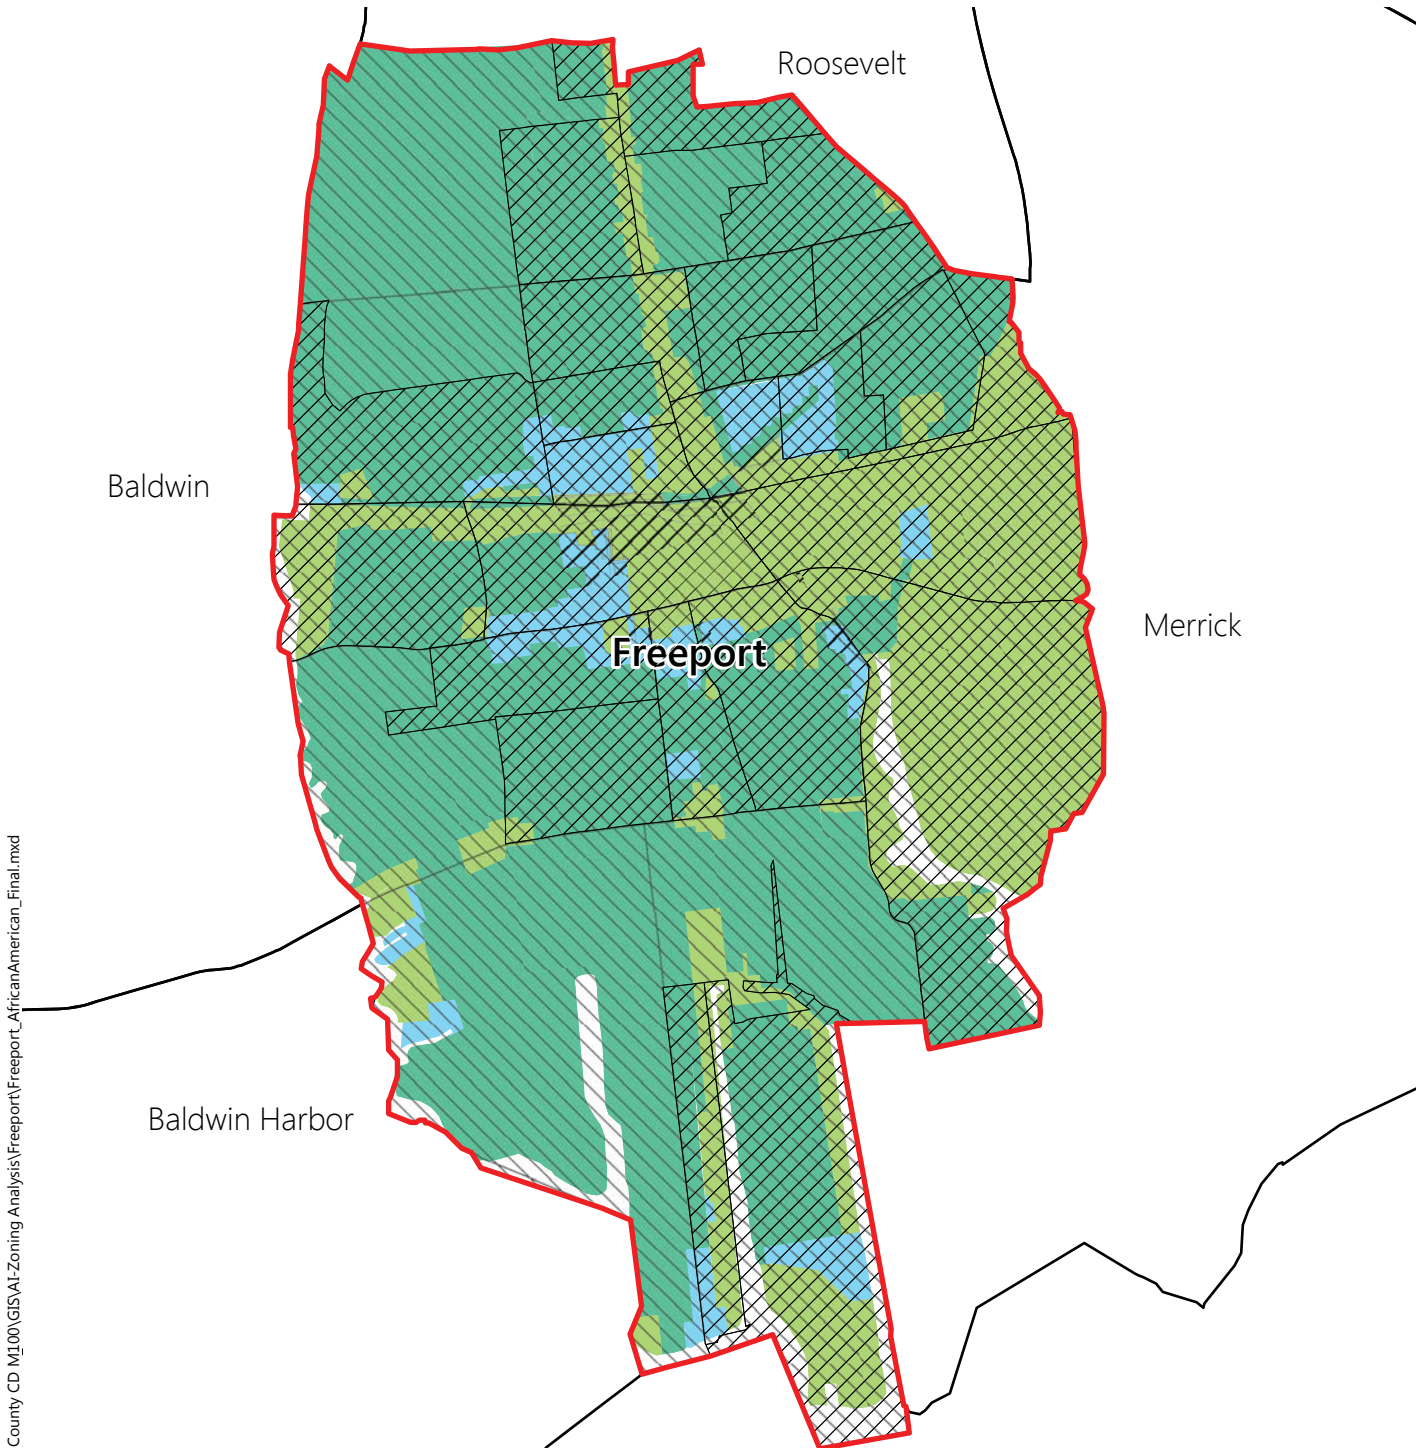 Roosevelt
Baldwin
Merrick
Freeport
Baldwin Harbor
County CD M100\GIS\AI-Zoning Analysis\Freeport\Freeport_AfricanAmerican_Final.mxd